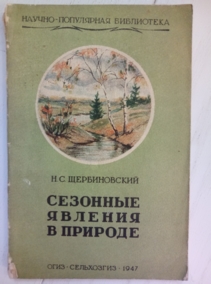 НАУЧНО-ПОПУЛЯРНАЯ БИБЛИОТЕКА
Н.С. ЩЕРБИНОВСКИЙ
СЕЗОННЫЕ
ЯВЛЕНИЯ
В ПРИРОДЕ
ОГИЗ-СЕЛЬХОЗГИЗ-1947